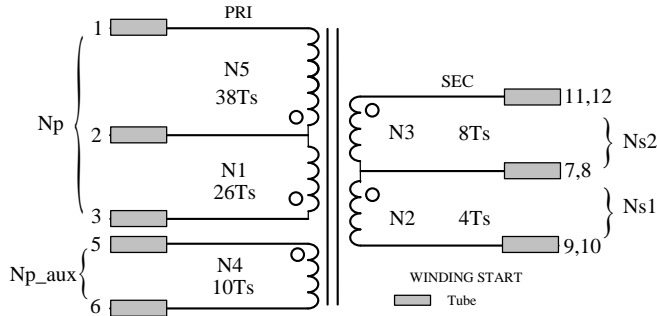 PRI
1
N5
38Ts
Np
2
N1
26Ts
3
5
Np_aux
N4
10Ts
6
SEC
11,12
N3 8Ts
Ns2
7,8
Ns1
N2 4Ts
9,10
WINDING START
Tube